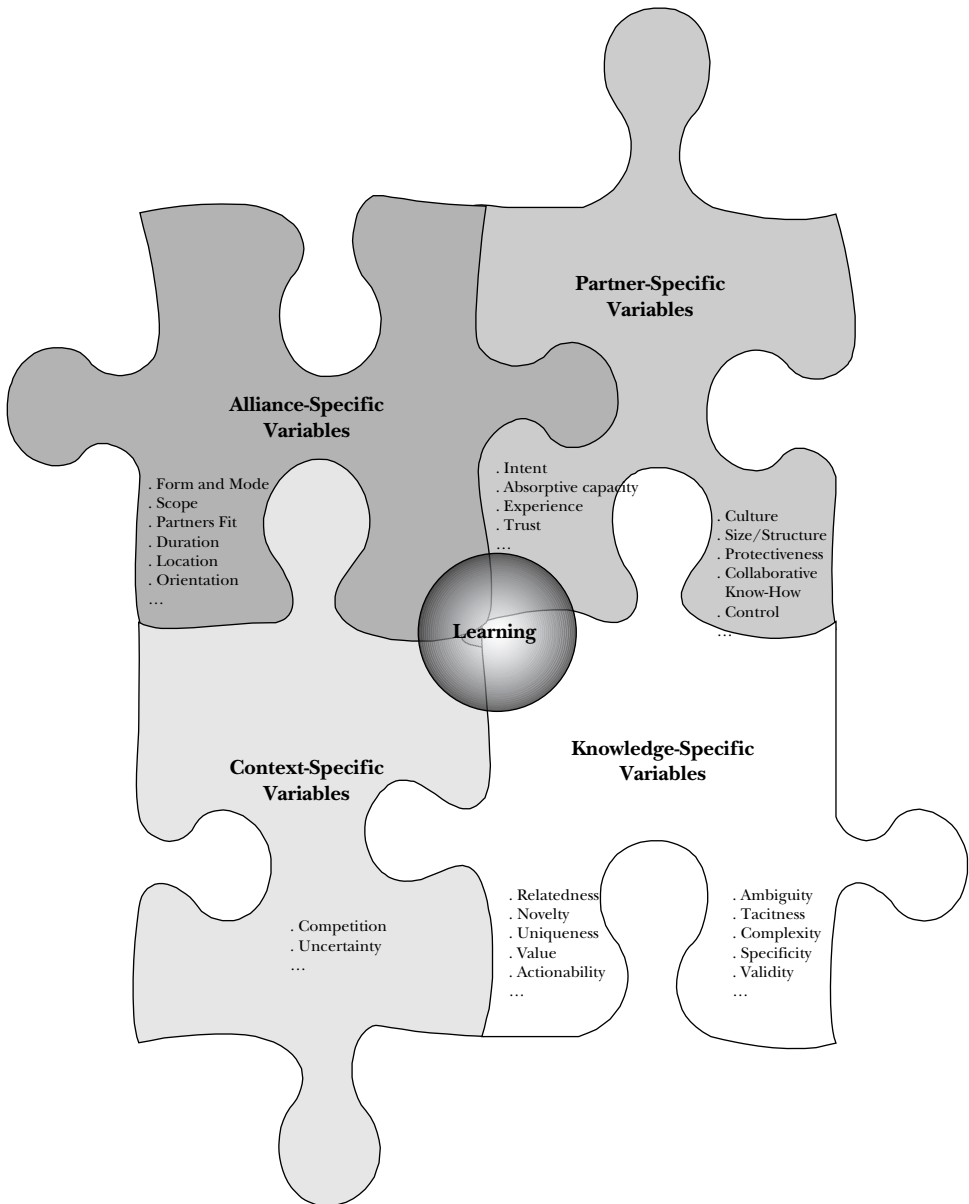 Partner-Specific
Variables
Alliance-Specific
Variables
. Form and Mode
. Scope
. Partners Fit
. Duration
. Location
. Orientation
…
. Intent
. Absorptive capacity
. Experience
. Trust
…
. Culture
. Size/Structure
. Protectiveness
. Collaborative
Know-How
. Control
…
Learning
Context-Specific
Variables
Knowledge-Specific
Variables
. Competition
. Uncertainty
…
. Relatedness
. Novelty
. Uniqueness
. Value
. Actionability
…
. Ambiguity
. Tacitness
. Complexity
. Specificity
. Validity
…